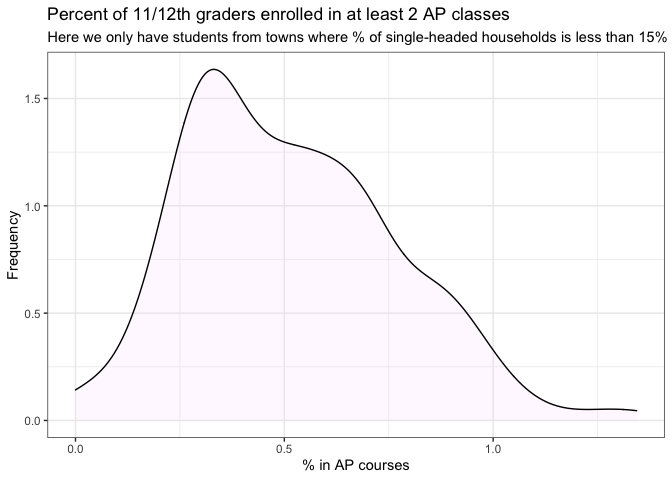 Percent of 11/12th graders enrolled in at least 2 AP classes
Here we only have students from towns where % of single-headed households is less than 15%
1.5
1.0
0.5
0.0
Frequency
0.0 0.5 1.0
% in AP courses